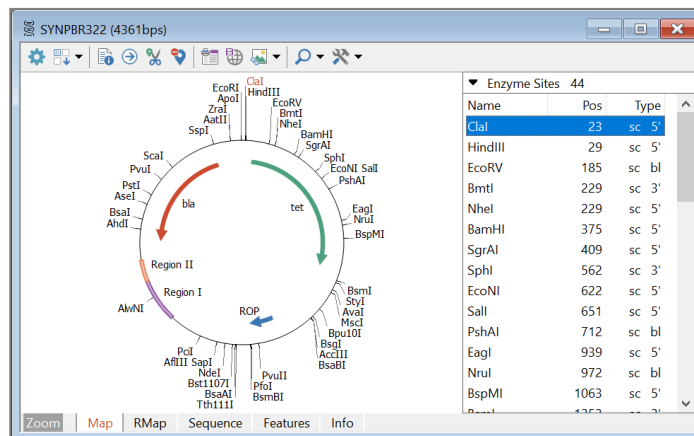 SYNPBR322 (4361bps)
EcoRI
ClaI
ApoI
HindIII
ZraI
EcoRV
AatII
BmtI
SspI
NheI
BamHI
SgrAI
ScaI
SphI
PvuI
EcoNI SalI
PstI
PshAI
AseI
bla
tet
BsaI
EagI
AhdI
NruI
BspMI
Region II
Region I
AlwNI
ROP
BsmI
StyI
AvaI
MscI
Bpu10I
BsgI
AccIII
BsaBI
PciI
AflIII SapI
NdeI
Bst1107I
BsaAI
Tth111I
PvuII
PfoI
BsmBI
Enzyme Sites 44
Name Pos Type
ClaI 23 sc 5'
HindIII 29 sc 5'
EcoRV 185 sc bl
BmtI 229 sc 3'
NheI 229 sc 5'
BamHI 375 sc 5'
SgrAI 409 sc 5'
SphI 562 sc 3'
EcoNI 622 sc 5'
SalI 651 sc 5'
PshAI 712 sc bl
EagI 939 sc 5'
NruI 972 sc bl
BspMI 1063 sc 5'
Zoom Map RMap Sequence Features Info